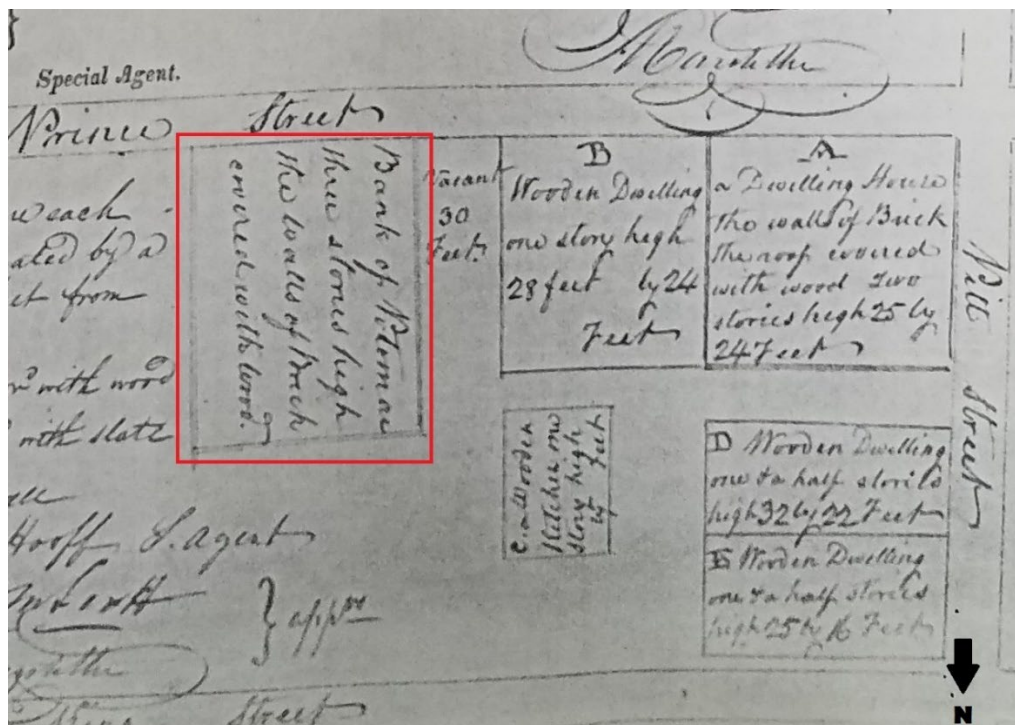 Special Agent.
Prince Street
Bank of Potomac
three stories high
the walls of Brick
covered with Wood.
Vacant
30
Feet
B
Wooden Dwelling
one story high
28 feet by 24
Feet
A
a Dwelling House
the walls of Brick
the roof covered
with wood Two
stories high 25 by
24 Feet
Pitt Street
each
ated by a
from
with wood
with slate
Hooff S. Agent
C. a Wooden
Kitchen one
story high
by Feet
D Wooden Dwelling
one & a half stories
high 32 by 22 Feet
E Wooden Dwelling
one & a half stories
high 25 by 16 Feet
Street
N